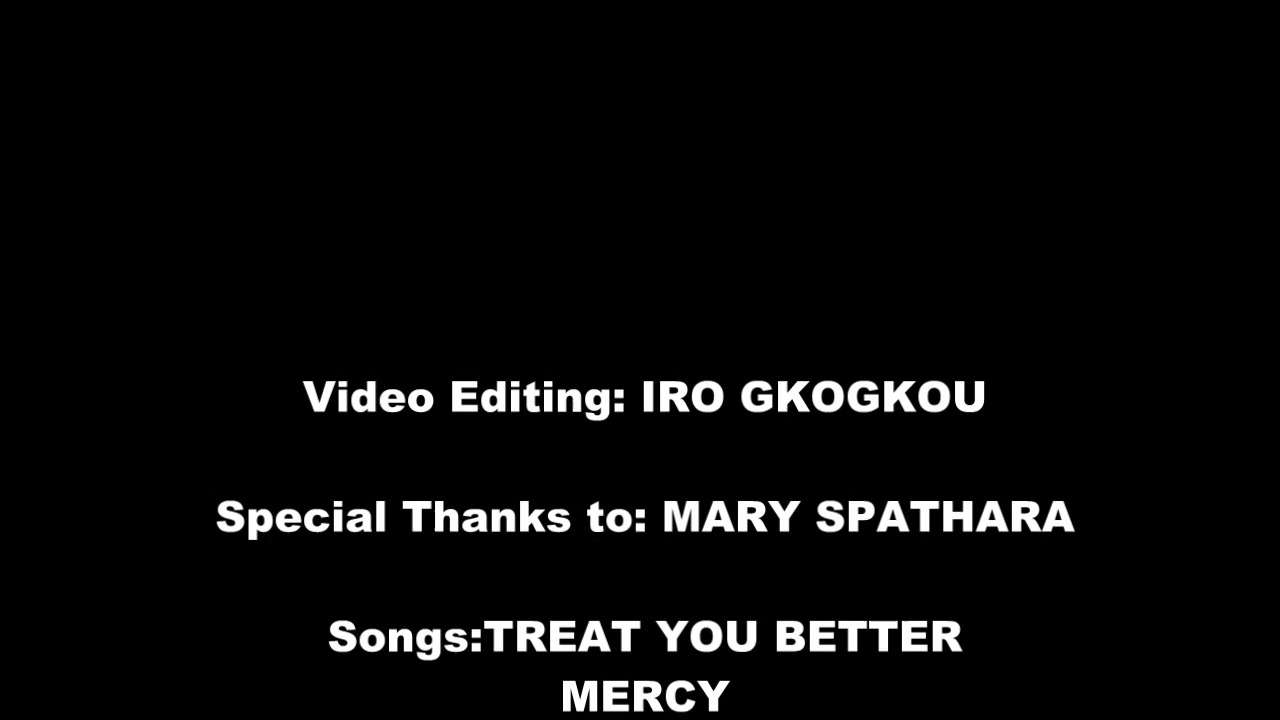 Video Editing: IRO GKOGKOU
Special Thanks to: MARY SPATHARA
Songs:TREAT YOU BETTER
MERCY